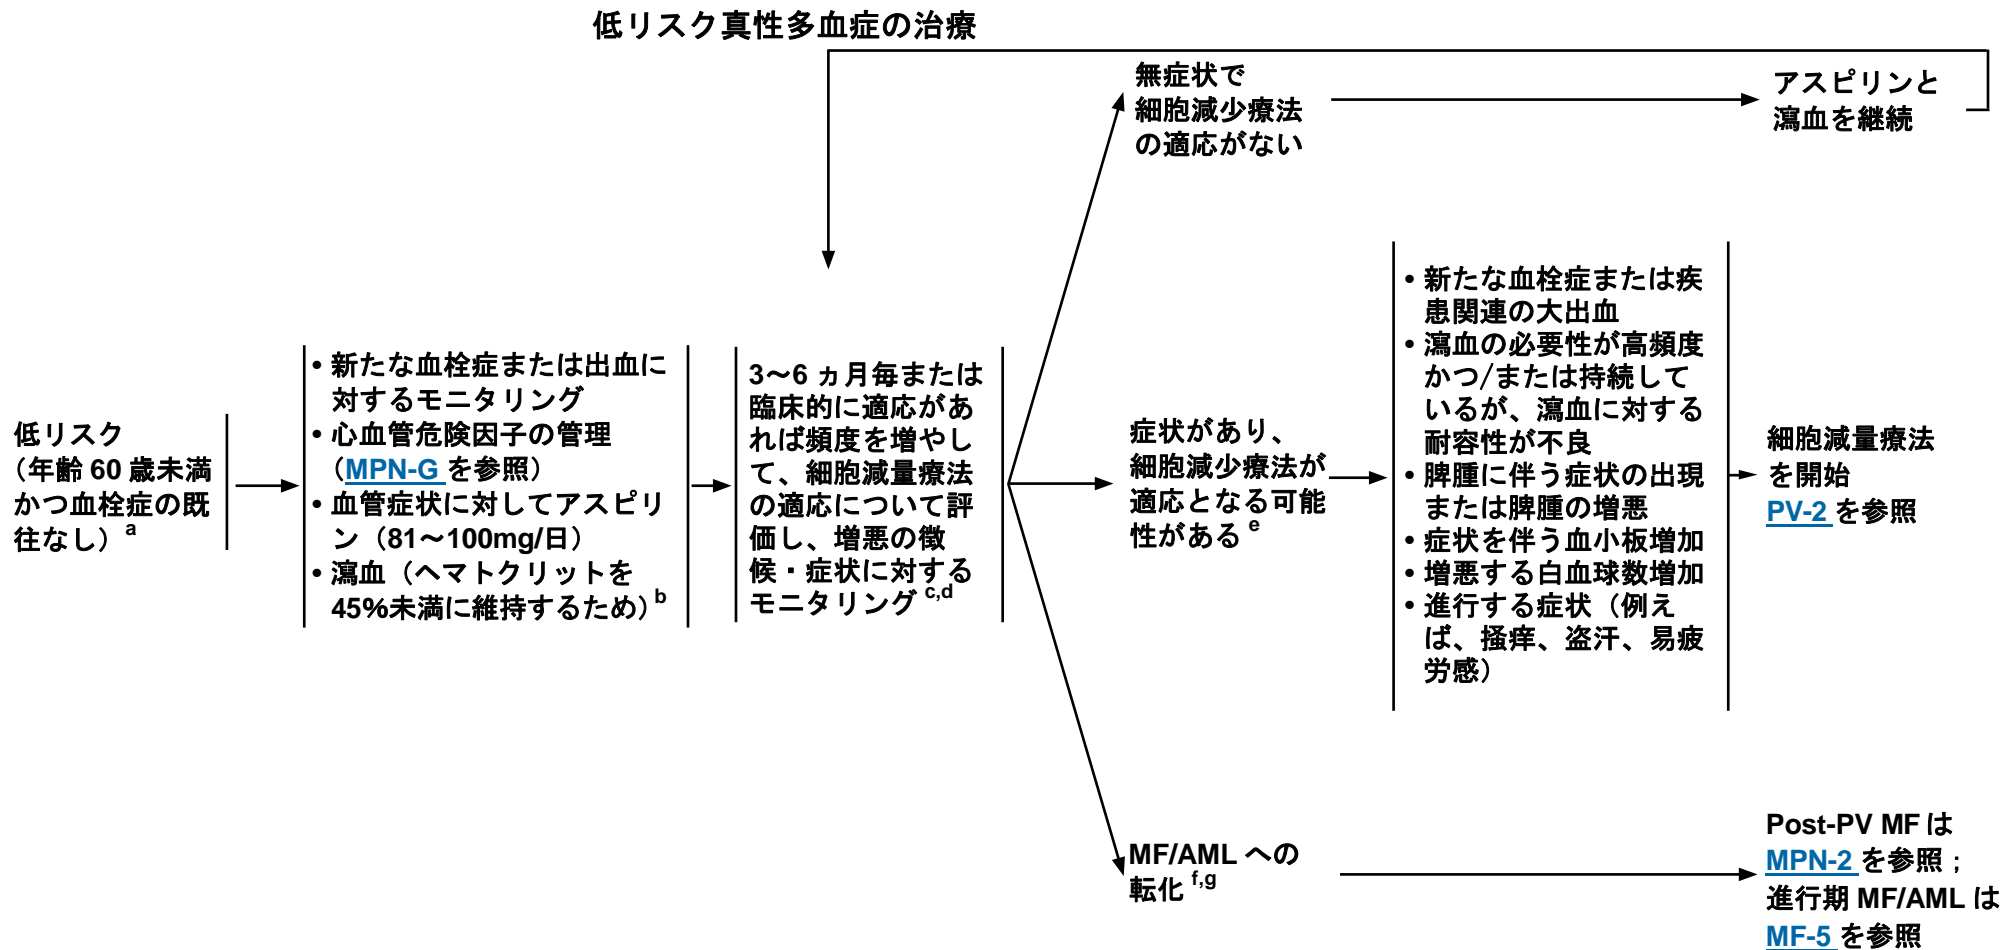 低リスク真性多血症の治療
低リスク
（年齢 60 歳未満
かつ血栓症の既
往なし）a
• 新たな血栓症または出血に
対するモニタリング
• 心血管危険因子の管理
（MPN-G を参照）
• 血管症状に対してアスピリ
ン（81～100mg/日）
• 瀉血（ヘマトクリットを
45%未満に維持するため）b
3～6 ヵ月毎または
臨床的に適応があ
れば頻度を増やし
て、細胞減量療法
の適応について評
価し、増悪の徴
候・症状に対する
モニタリング c,d
無症状で
細胞減少療法
の適応がない
アスピリンと
瀉血を継続
症状があり、
細胞減少療法が
適応となる可能
性がある e
• 新たな血栓症または疾
患関連の大出血
• 瀉血の必要性が高頻度
かつ/または持続して
いるが、瀉血に対する
耐容性が不良
• 脾腫に伴う症状の出現
または脾腫の増悪
• 症状を伴う血小板増加
• 増悪する白血球数増加
• 進行する症状（例え
ば、掻痒、盗汗、易疲
労感）
細胞減量療法
を開始
PV-2 を参照
MF/AML への
転化 f,g
Post-PV MF は
MPN-2 を参照；
進行期 MF/AML は
MF-5 を参照